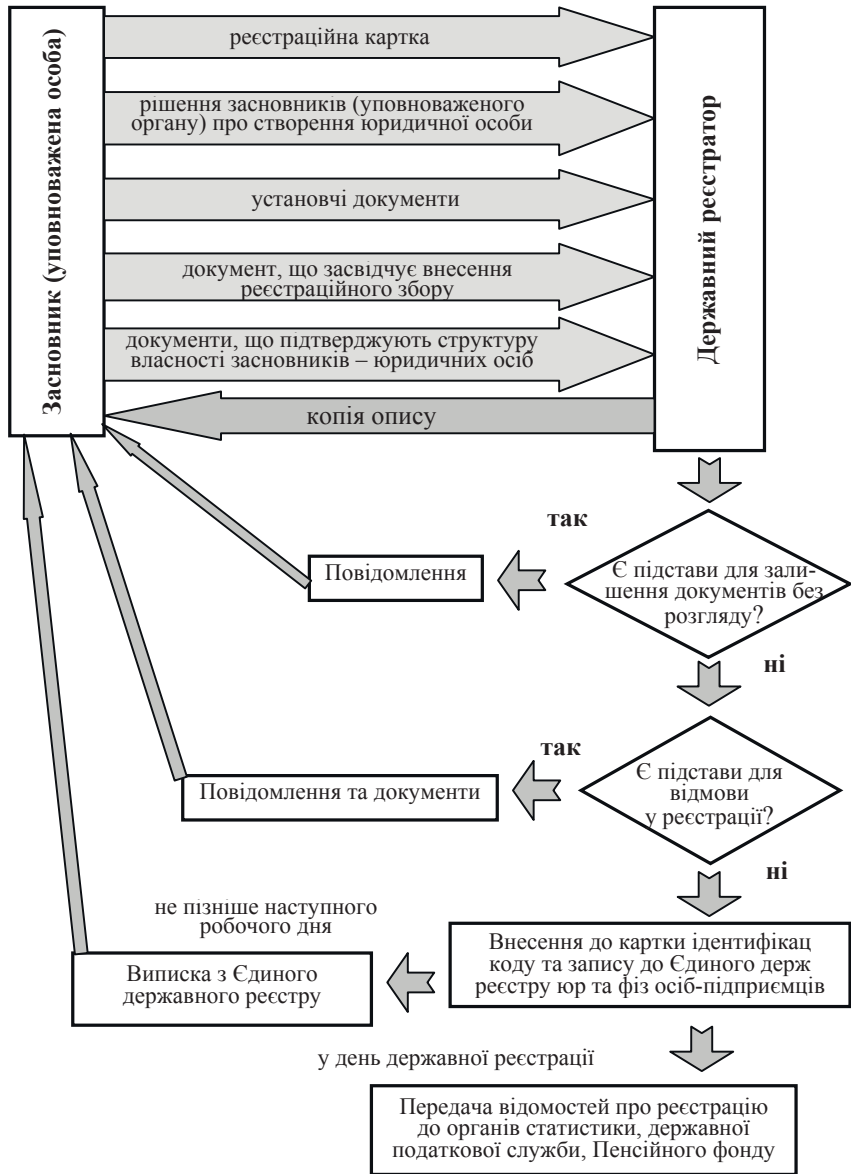 Засновник (уповноважена особа)
реєстраційна картка
рішення засновників (уповноваженого
органу) про створення юридичної особи
установчі документи
документ, що засвідчує внесення
реєстраційного збору
документи, що підтверджують структуру
власності засновників – юридичних осіб
копія опису
Державний реєстратор
так
Повідомлення
Є підстави для зали-
шення документів без
розгляду?
ні
так
Повідомлення та документи
Є підстави для
відмови
у реєстрації?
ні
не пізніше наступного
робочого дня
Виписка з Єдиного
державного реєстру
Внесення до картки ідентифікац
коду та запису до Єдиного держ
реєстру юр та фіз осіб-підприємців
у день державної реєстрації
Передача відомостей про реєстрацію
до органів статистики, державної
податкової служби, Пенсійного фонду